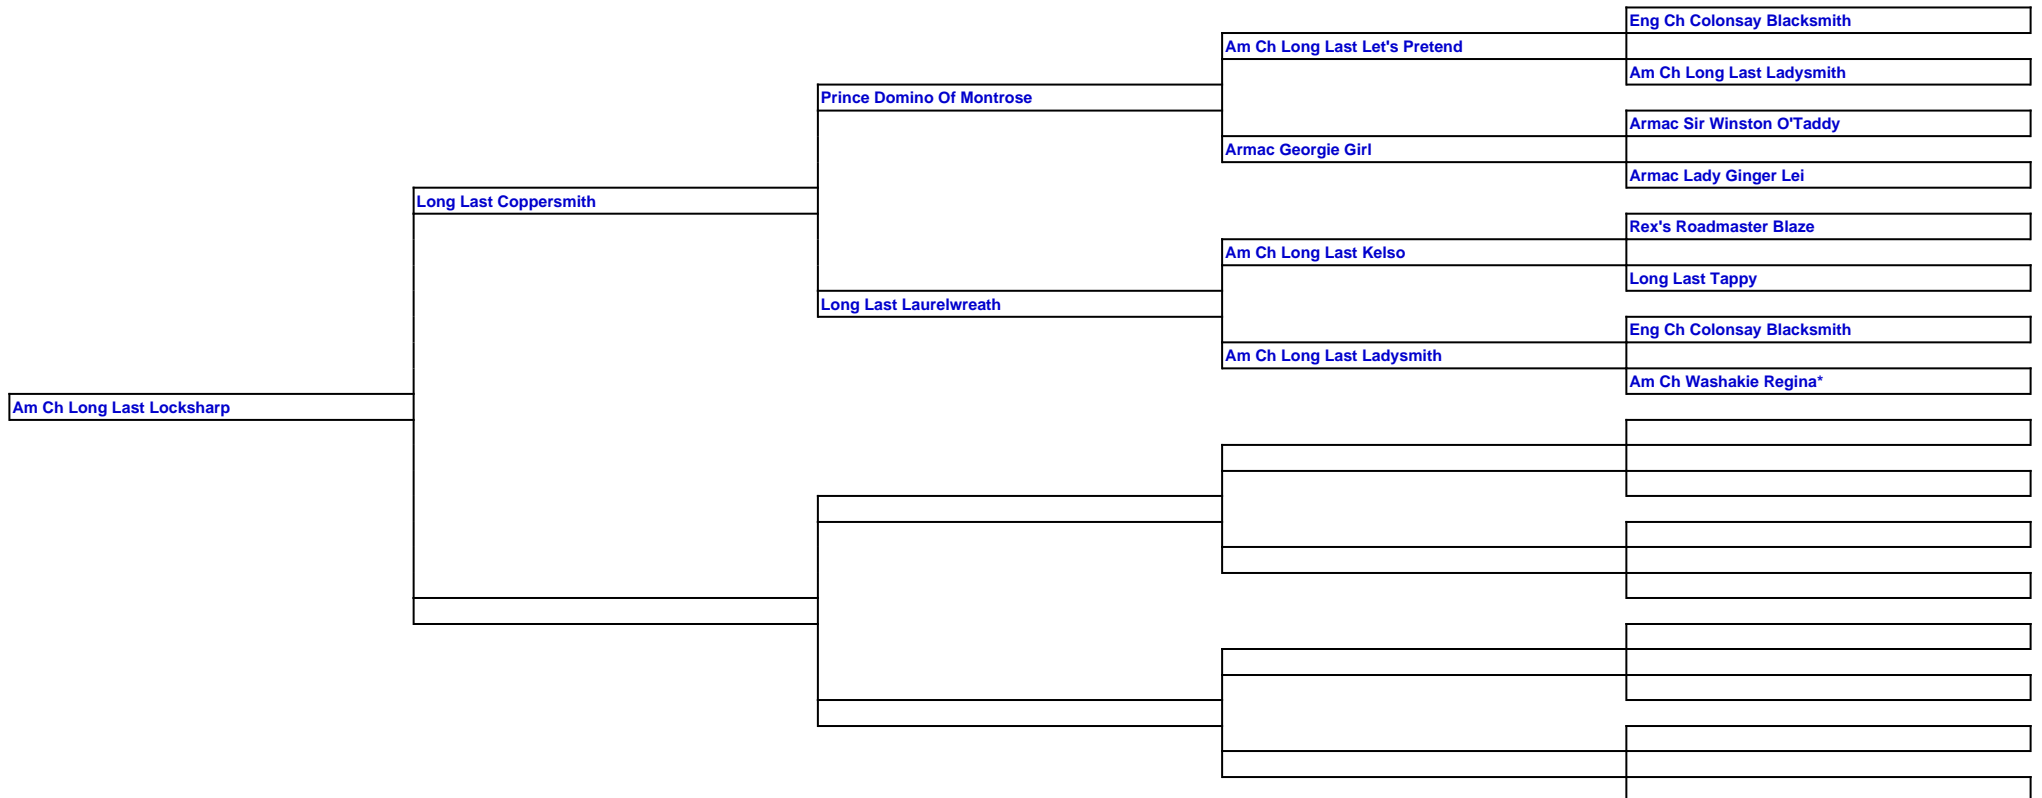 Eng Ch Colonsay Blacksmith
Am Ch Long Last Let's Pretend
Am Ch Long Last Ladysmith
Prince Domino Of Montrose
Armac Sir Winston O'Taddy
Armac Georgie Girl
Armac Lady Ginger Lei
Long Last Coppersmith
Rex's Roadmaster Blaze
Am Ch Long Last Kelso
Long Last Tappy
Long Last Laurelwreath
Eng Ch Colonsay Blacksmith
Am Ch Long Last Ladysmith
Am Ch Washakie Regina*
Am Ch Long Last Locksharp